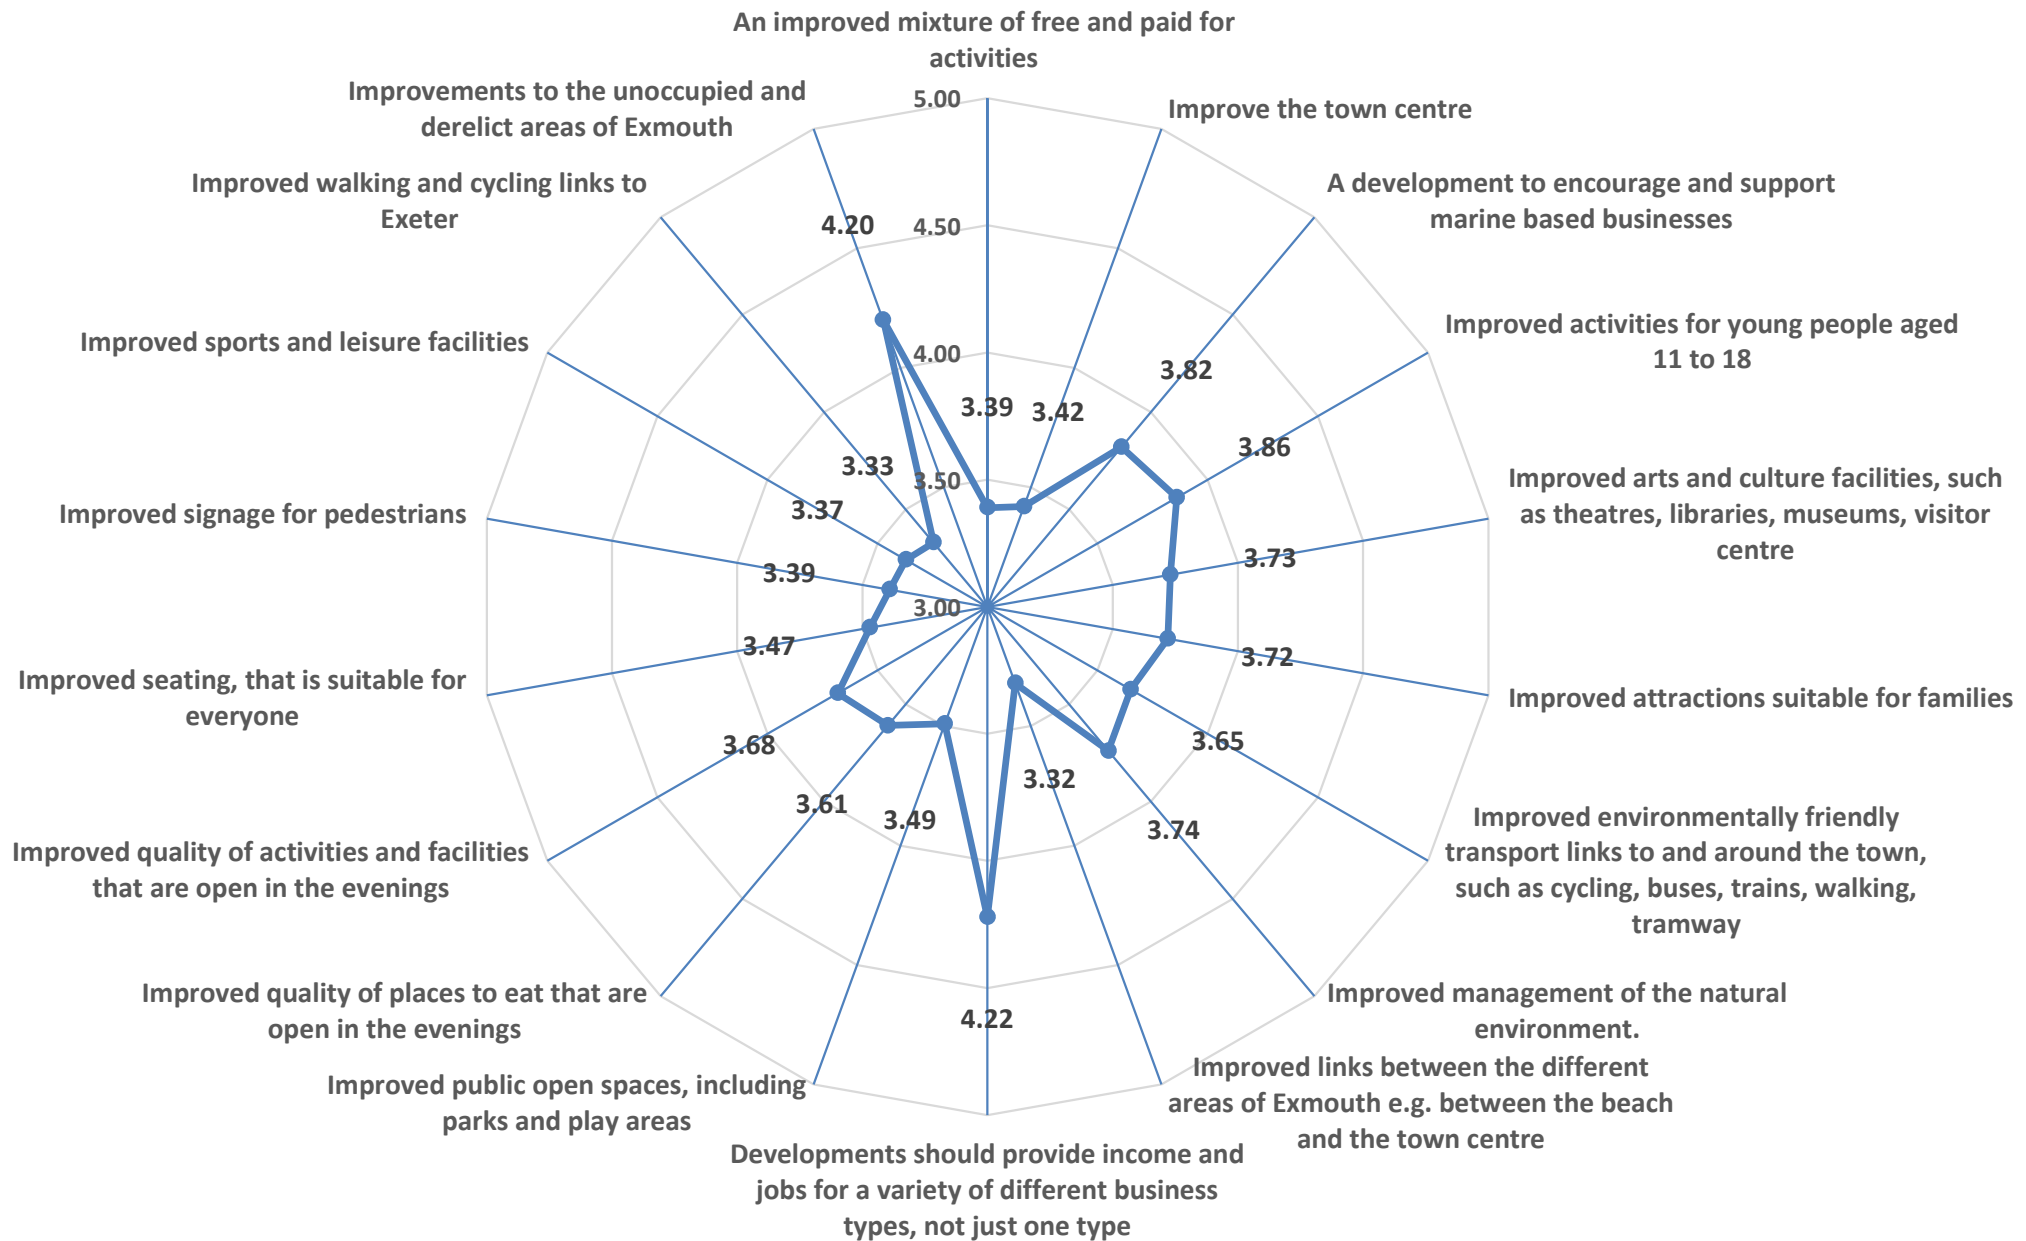 An improved mixture of free and paid for
activities
Improve the town centre
A development to encourage and support
marine based businesses
Improved activities for young people aged
11 to 18
Improved arts and culture facilities, such
as theatres, libraries, museums, visitor
centre
Improved attractions suitable for families
Improved environmentally friendly
transport links to and around the town,
such as cycling, buses, trains, walking,
tramway
Improved management of the natural
environment.
Improved links between the different
areas of Exmouth e.g. between the beach
and the town centre
Developments should provide income and
jobs for a variety of different business
types, not just one type
Improved public open spaces, including
parks and play areas
Improved quality of places to eat that are
open in the evenings
Improved quality of activities and facilities
that are open in the evenings
Improved seating, that is suitable for
everyone
Improved signage for pedestrians
Improved sports and leisure facilities
Improved walking and cycling links to
Exeter
Improvements to the unoccupied and
derelict areas of Exmouth
5.00
4.50
4.00
3.50
3.00
3.39
3.42
3.82
3.86
3.73
3.72
3.65
3.74
3.32
4.22
3.49
3.61
3.68
3.47
3.39
3.37
3.33
4.20